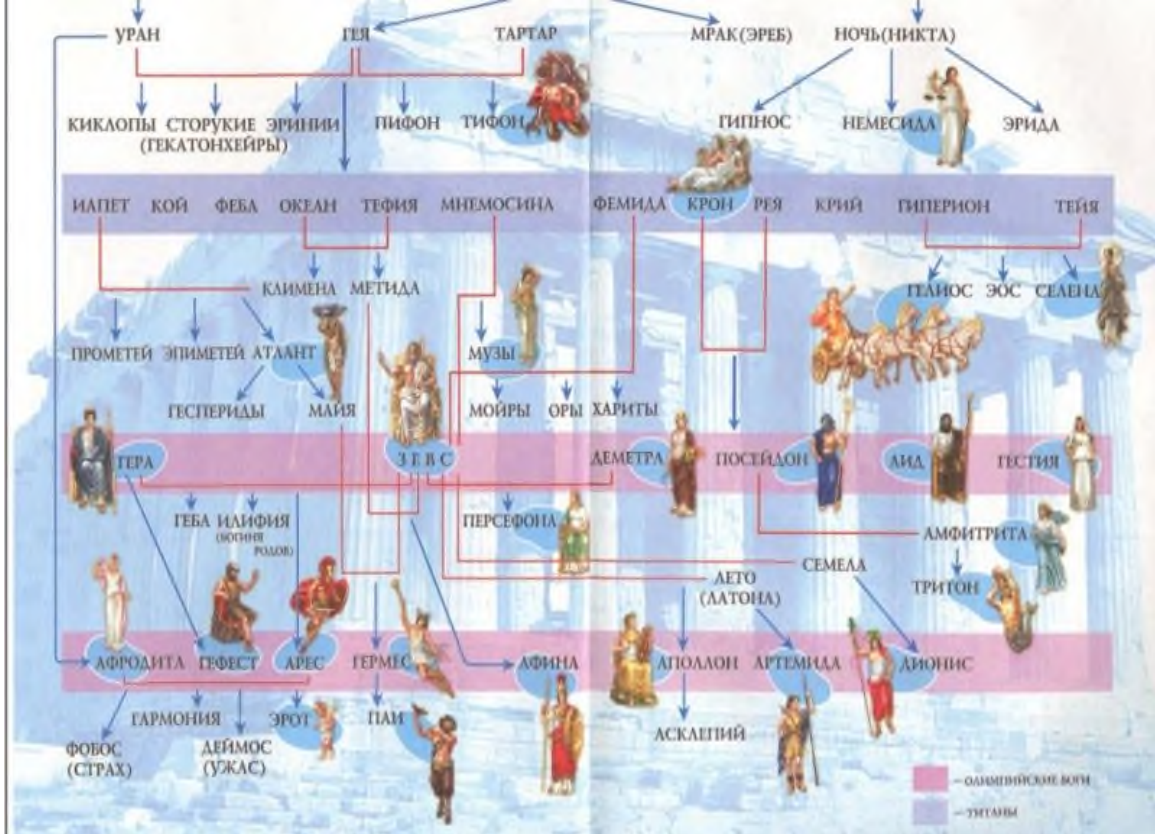 УРАН ГЕЯ ТАРТАР МРАК (ЭРЕБ) НОЧЬ (НИКТА)
КИКЛОПЫ СТОРУКИЕ ЭРИНИИ ПИФОН ТИФОН ГИПНОС НЕМЕСИДА ЭРИДА
(ГЕКАТОНХЕЙРЫ)
ИАПЕТ КОЙ ФЕБА ОКЕАН ТЕФИЯ МНЕМОСИНА ФЕМИДА КРОН РЕЯ КРИЙ ГИПЕРИОН ТЕЙЯ
КЛИМЕНА МЕТИДА ГЕЛИОС ЭОС СЕЛЕНА
ПРОМЕТЕЙ ЭПИМЕТЕЙ АТЛАНТ МУЗЫ
ГЕСПЕРИДЫ МАЙЯ МОЙРЫ ОРЫ ХАРИТЫ
ГЕРА ЗЕВС ДЕМЕТРА ПОСЕЙДОН АИД ГЕСТИЯ
ГЕБА ИЛИФИЯ ПЕРСЕФОНА АМФИТРИТА
(БОГИНЯ
РОДОВ)
СЕМЕЛА
ЛЕТО ТРИТОН
(ЛАТОНА)
АФРОДИТА ГЕФЕСТ АРЕС ГЕРМЕС АФИНА АПОЛЛОН АРТЕМИДА ДИОНИС
ГАРМОНИЯ ЭРОТ ПАН
АСКЛЕПИЙ
ФОБОС ДЕЙМОС
(СТРАХ) (УЖАС)
— ОЛИМПИЙСКИЕ БОГИ
— ТИТАНЫ